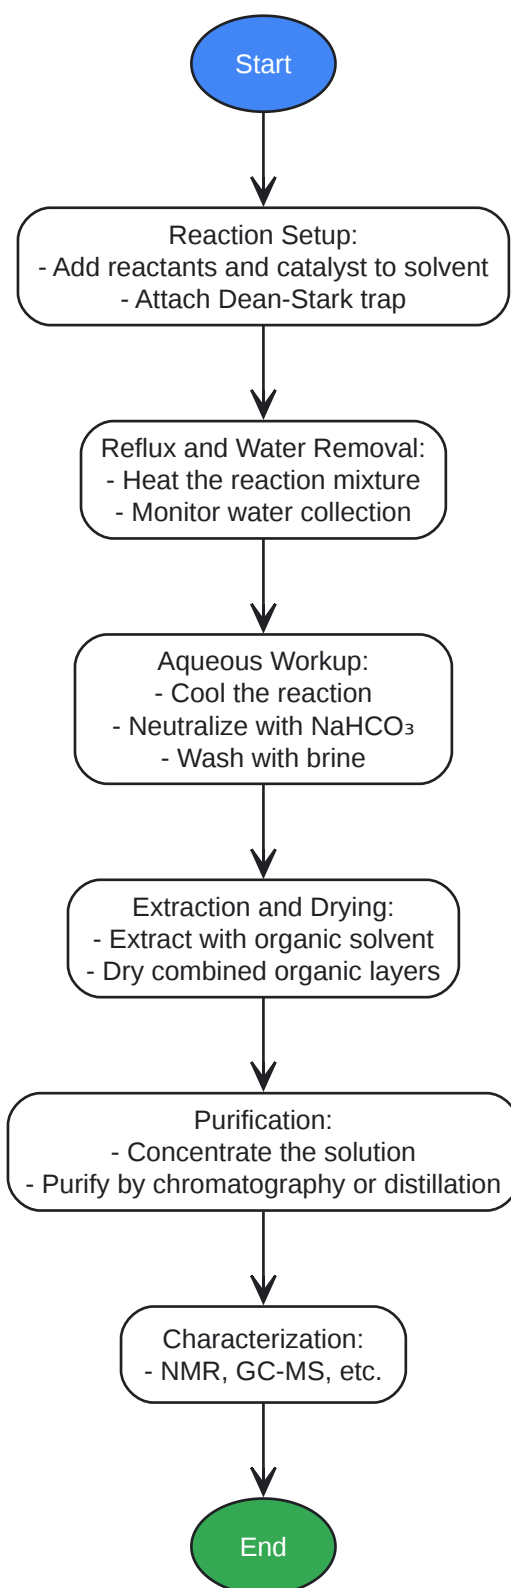 Start
Reaction Setup:
- Add reactants and catalyst to solvent
- Attach Dean-Stark trap
Reflux and Water Removal:
- Heat the reaction mixture
- Monitor water collection
Aqueous Workup:
- Cool the reaction
- Neutralize with NaHCO₃
- Wash with brine
Extraction and Drying:
- Extract with organic solvent
- Dry combined organic layers
Purification:
- Concentrate the solution
- Purify by chromatography or distillation
Characterization:
- NMR, GC-MS, etc.
End